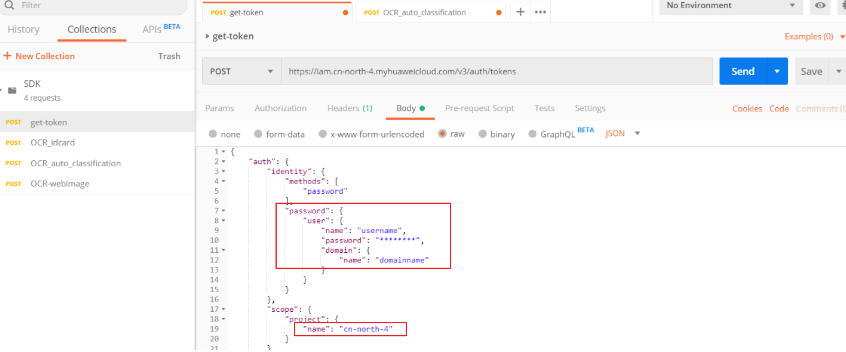 Filter
History Collections APIs BETA
+ New Collection Trash
SDK
4 requests
POST get-token
POST OCR_idcard
POST OCR_auto_classification
POST OCR-webimage
POST get-token POST OCR_auto_classification + ••• No Environment
get-token Examples (0)
POST https://iam.cn-north-4.myhuaweicloud.com/v3/auth/tokens Send Save
Params Authorization Headers (1) Body Pre-request Script Tests Settings Cookies Code Comments (0
none form-data x-www-form-urlencoded raw binary GraphQL BETA JSON
1 {
2 "auth": {
3 "identity": {
4 "methods": [
5 "password"
6 ],
7 "password": {
8 "user": {
9 "name": "username",
10 "password": "********",
11 "domain": {
12 "name": "domainname"
13 }
14 }
15 }
16 },
17 "scope": {
18 "project": {
19 "name": "cn-north-4"
20 }
21 }